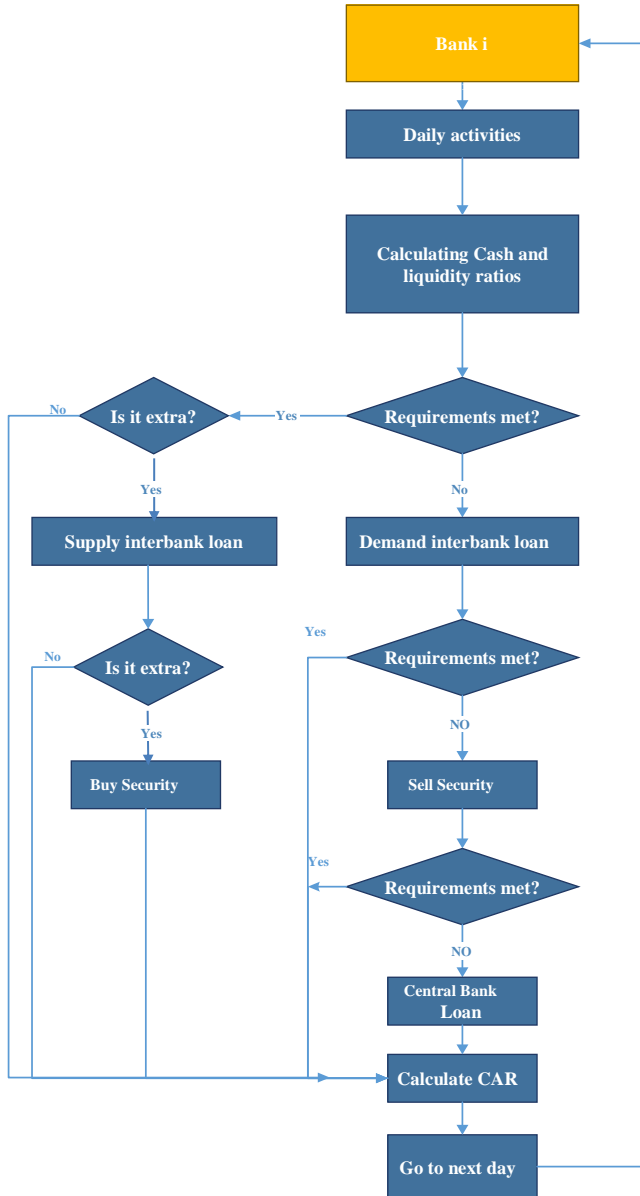 Bank i
Daily activities
Calculating Cash and
liquidity ratios
No
Is it extra?
Yes
Requirements met?
Yes
No
Supply interbank loan
Demand interbank loan
Yes
No
Is it extra?
Requirements met?
Yes
NO
Buy Security
Sell Security
Yes
Requirements met?
NO
Central Bank
Loan
Calculate CAR
Go to next day